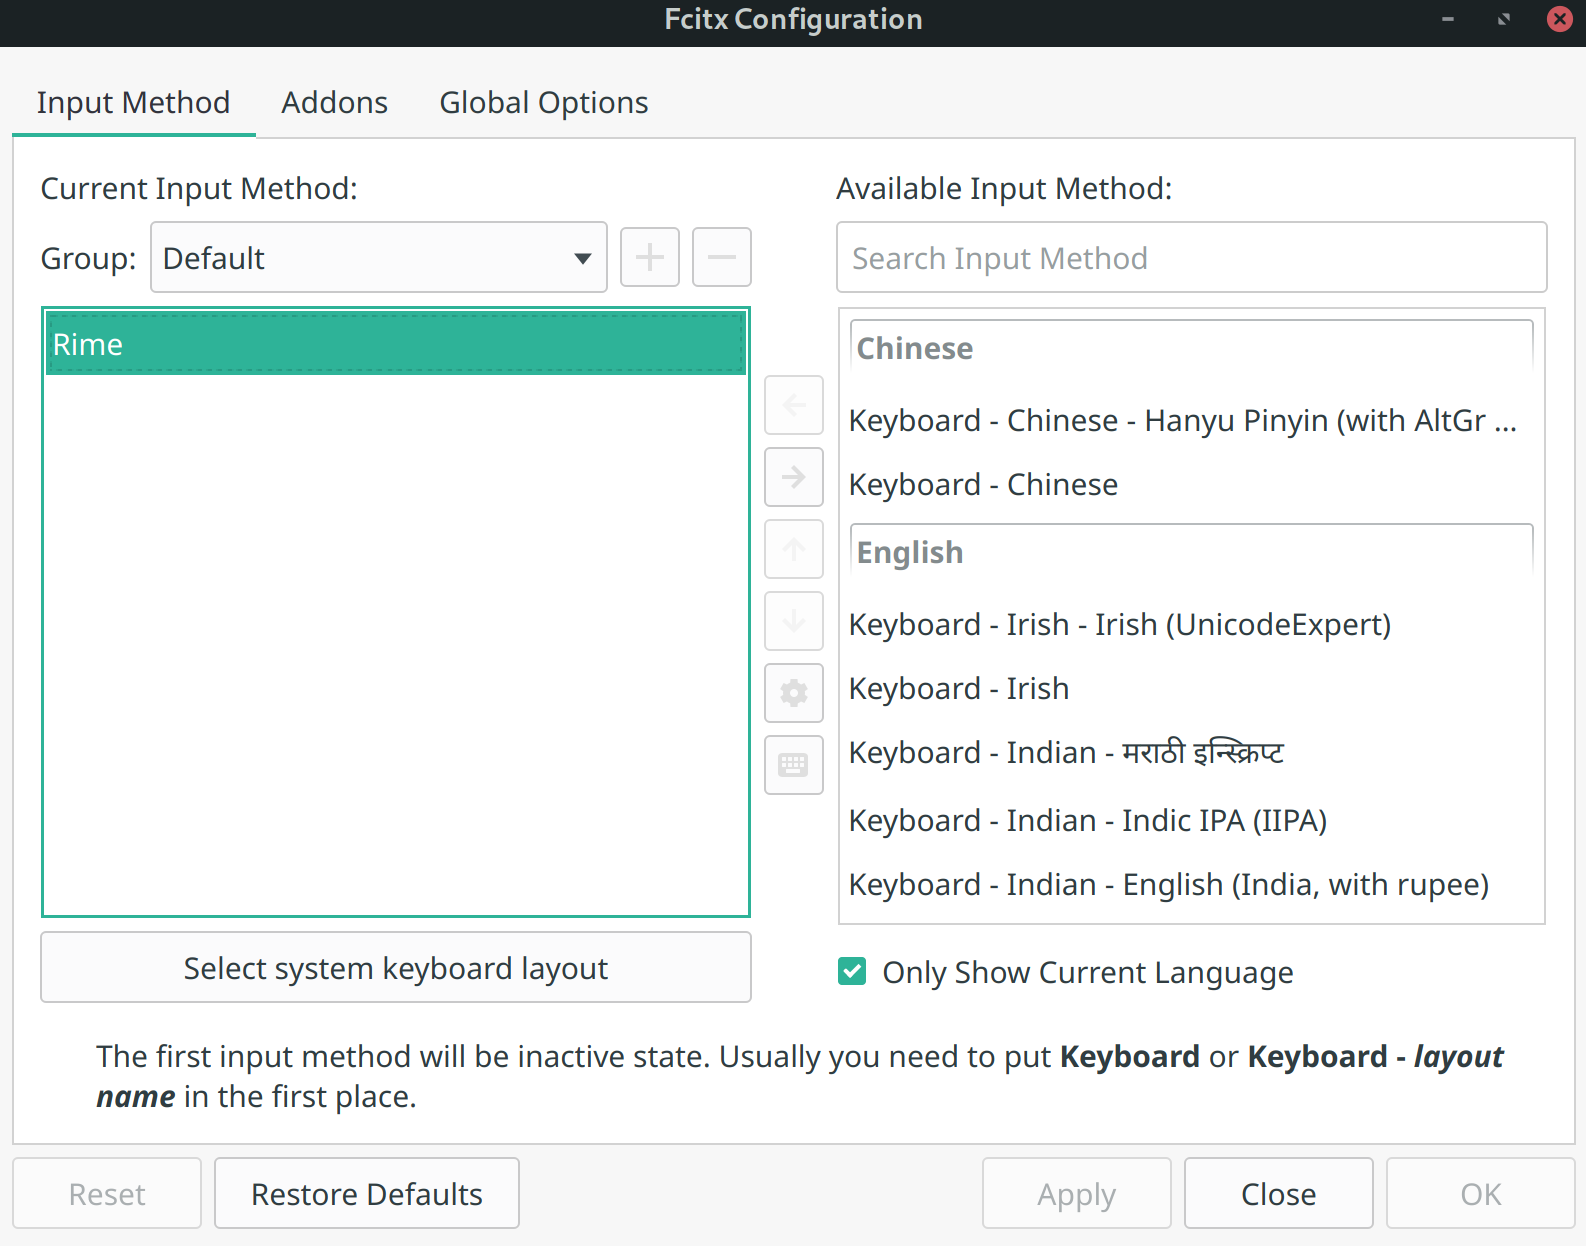 Fcitx Configuration
Input Method
Addons
Global Options
Current Input Method:
Group:
Default
Rime
Select system keyboard layout
Available Input Method:
Search Input Method
Chinese
Keyboard - Chinese - Hanyu Pinyin (with AltGr ...
Keyboard - Chinese
English
Keyboard - Irish - Irish (UnicodeExpert)
Keyboard - Irish
Keyboard - Indian - मराठी इन्स्क्रिप्ट
Keyboard - Indian - Indic IPA (IIPA)
Keyboard - Indian - English (India, with rupee)
Only Show Current Language
The first input method will be inactive state. Usually you need to put Keyboard or Keyboard - layout
name in the first place.
Reset
Restore Defaults
Apply
Close
OK